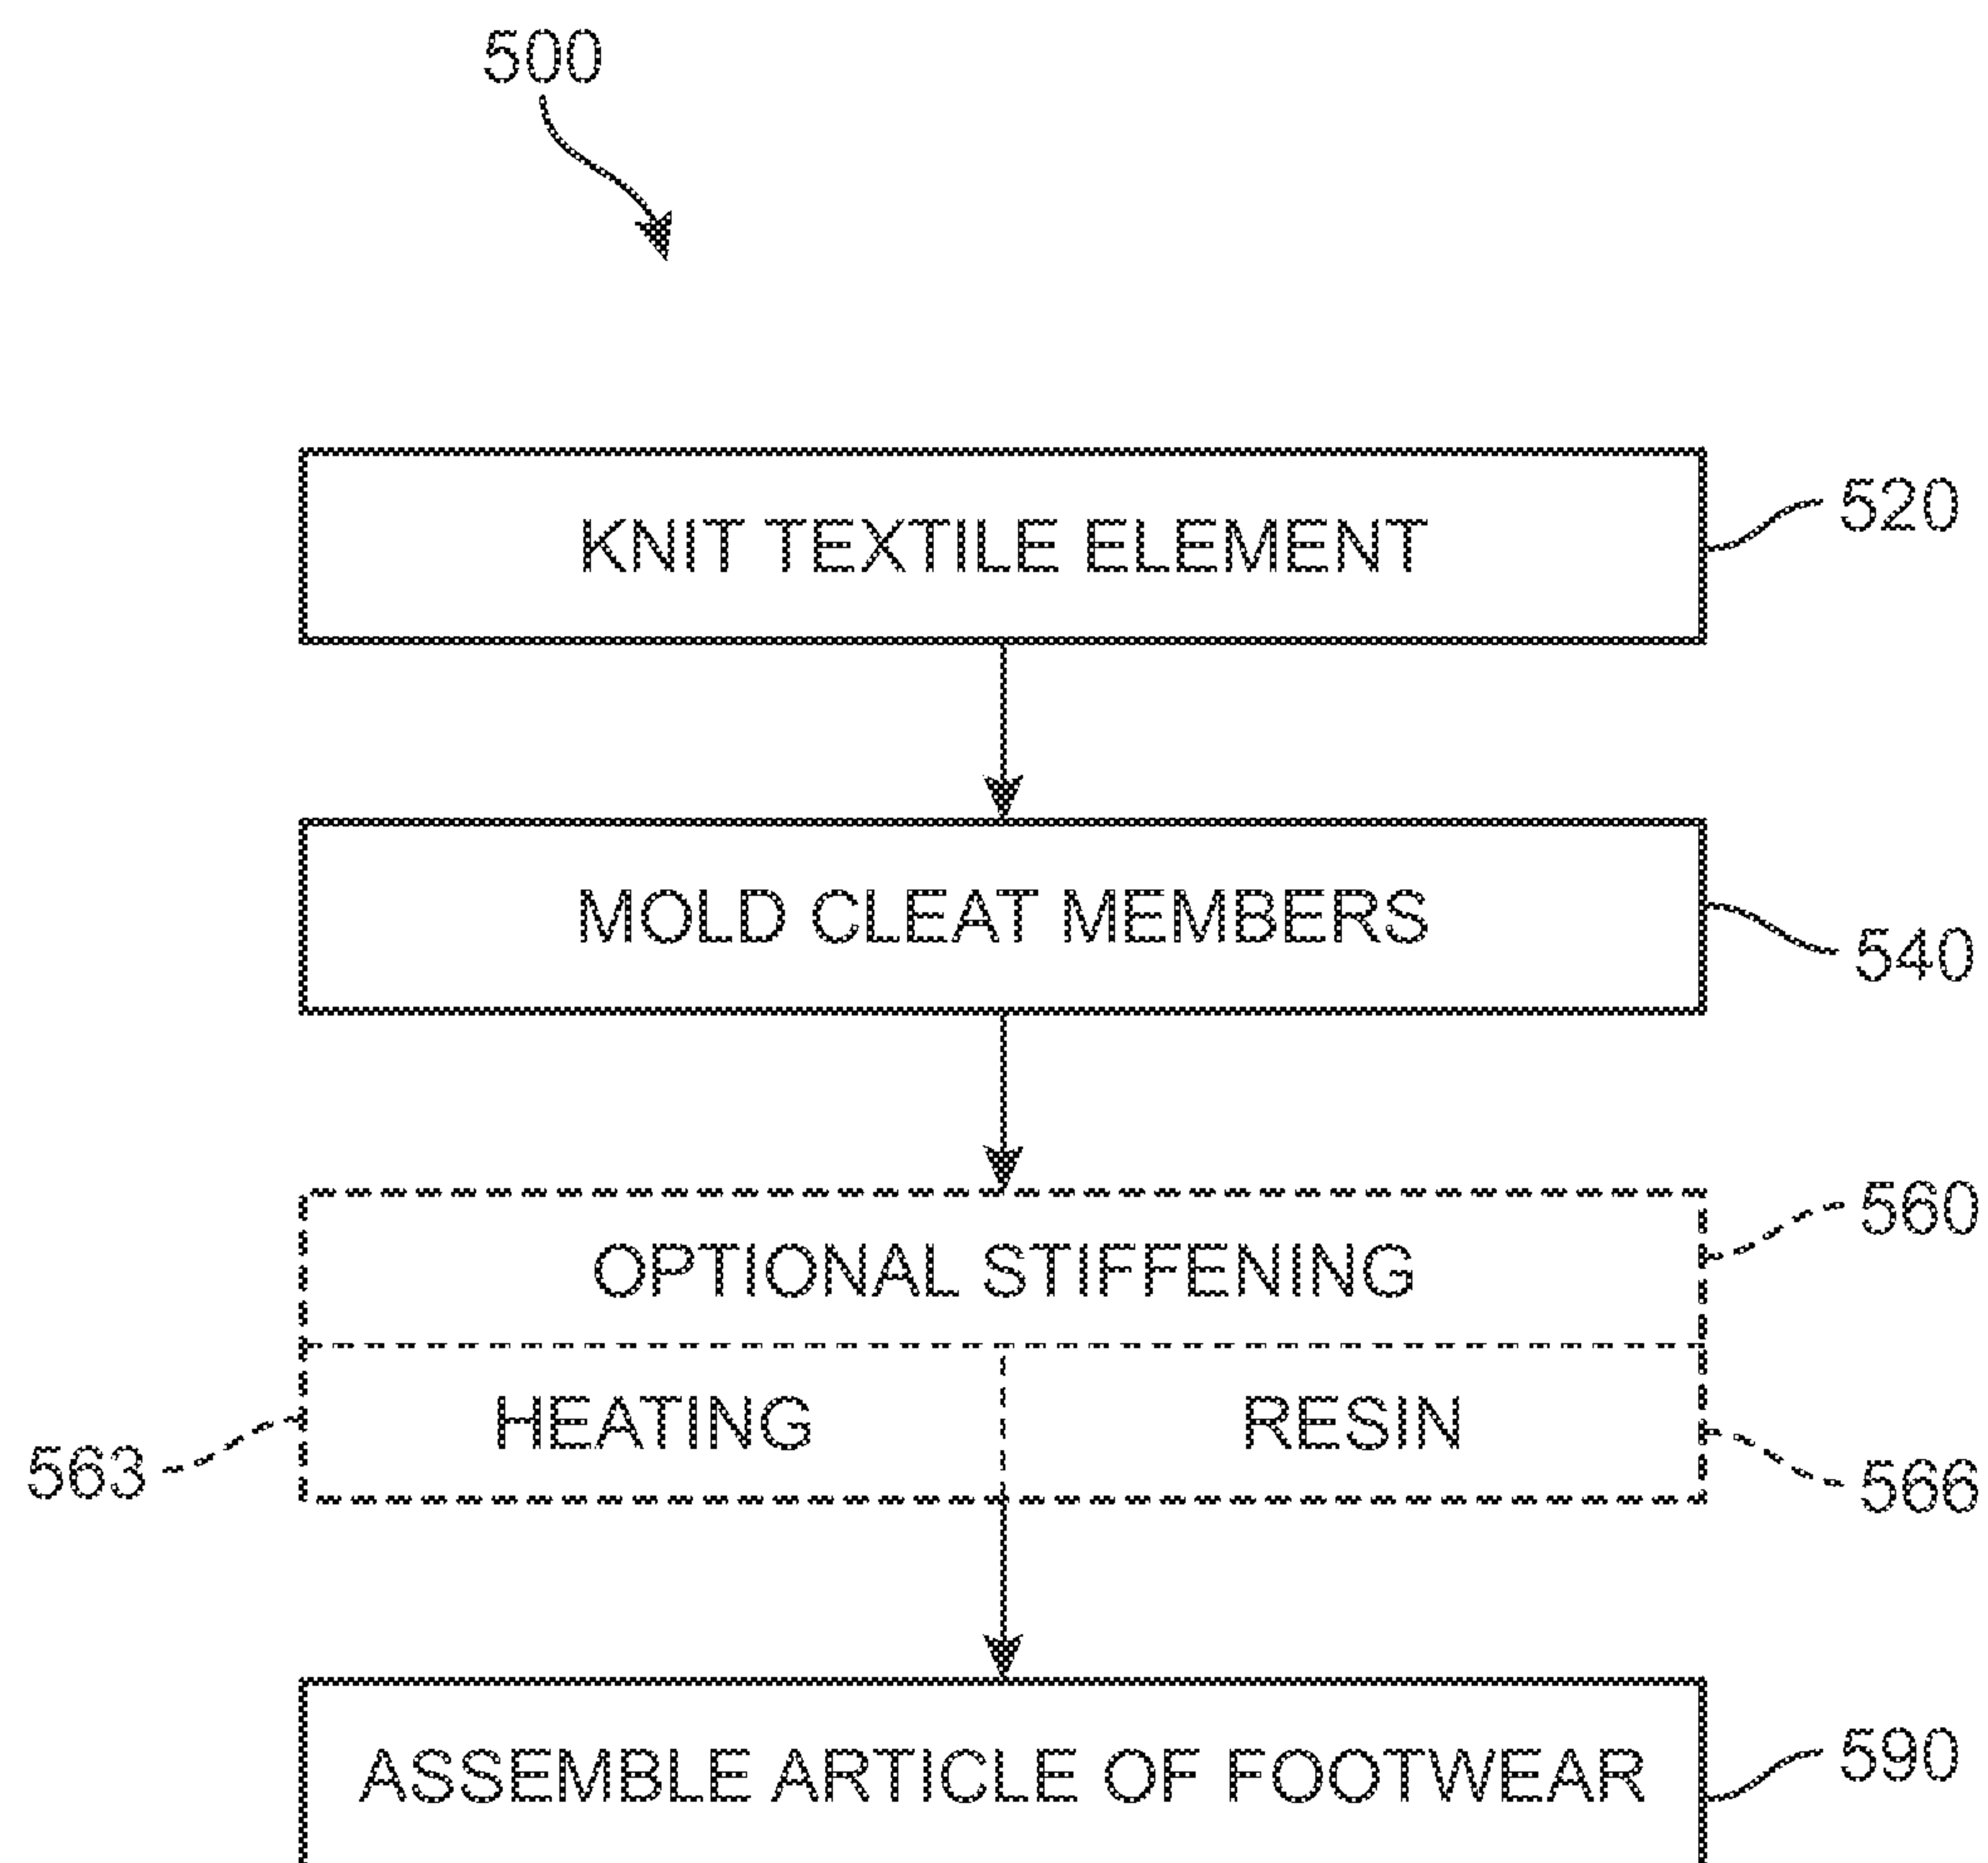 500
KNIT TEXTILE ELEMENT
520
MOLD CLEAT MEMBERS
540
OPTIONAL STIFFENING
560
563
HEATING
RESIN
566
ASSEMBLE ARTICLE OF FOOTWEAR
590